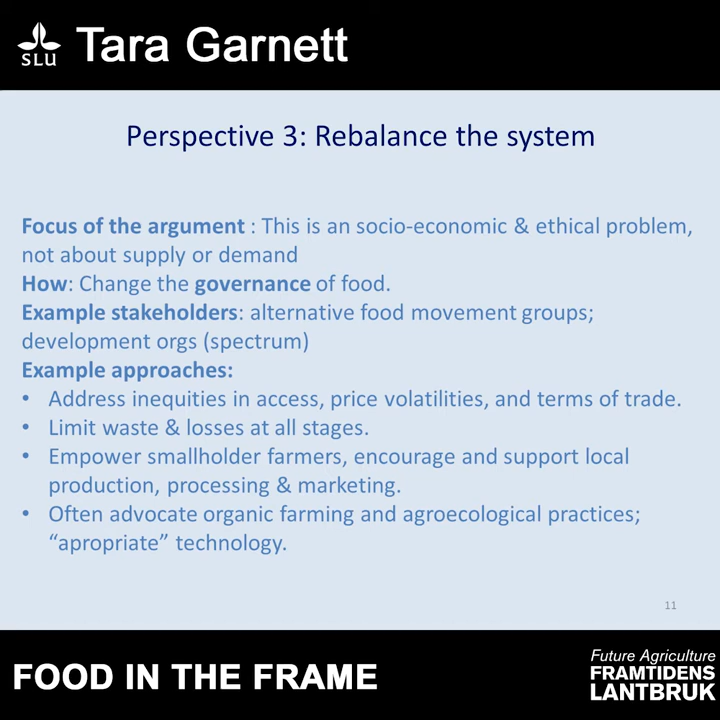 SLU
Tara Garnett
Perspective 3: Rebalance the system
Focus of the argument : This is an socio-economic & ethical problem,
not about supply or demand
How: Change the governance of food.
Example stakeholders: alternative food movement groups;
development orgs (spectrum)
Example approaches:
• Address inequities in access, price volatilities, and terms of trade.
• Limit waste & losses at all stages.
• Empower smallholder farmers, encourage and support local
production, processing & marketing.
• Often advocate organic farming and agroecological practices;
“apropriate” technology.
11
FOOD IN THE FRAME
Future Agriculture
FRAMTIDENS
LANTBRUK